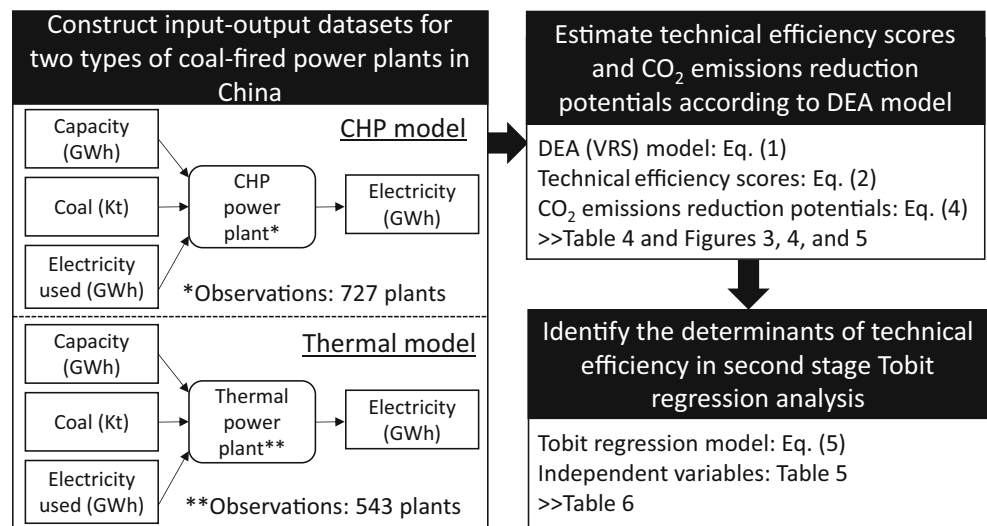 Construct input-output datasets for
two types of coal-fired power plants in
China
CHP model
Capacity
(GWh)
Coal (Kt)
Electricity
used (GWh)
CHP
power
plant*
Electricity
(GWh)
*Observations: 727 plants
Thermal model
Capacity
(GWh)
Coal (Kt)
Electricity
used (GWh)
Thermal
power
plant**
Electricity
(GWh)
**Observations: 543 plants
Estimate technical efficiency scores
and CO₂ emissions reduction
potentials according to DEA model
DEA (VRS) model: Eq. (1)
Technical efficiency scores: Eq. (2)
CO₂ emissions reduction potentials: Eq. (4)
>>Table 4 and Figures 3, 4, and 5
Identify the determinants of technical
efficiency in second stage Tobit
regression analysis
Tobit regression model: Eq. (5)
Independent variables: Table 5
>>Table 6